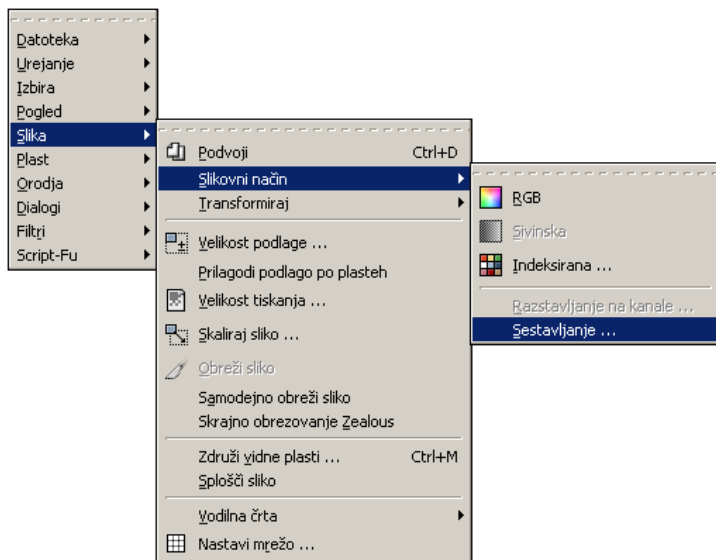 Datoteka
Urejanje
Izbira
Pogled
Slika
Plast
Orodja
Dialogi
Filtri
Script-Fu
Podvoji Ctrl+D
Slikovni način
Transformiraj
Velikost podlage ...
Prilagodi podlago po plasteh
Velikost tiskanja ...
Skaliraj sliko ...
Obreži sliko
Samodejno obreži sliko
Skrajno obrezovanje Zealous
Združi vidne plasti ... Ctrl+M
Splošči sliko
Vodilna črta
Nastavi mrežo ...
RGB
Sivinska
Indeksirana ...
Razstavljanje na kanale ...
Sestavljanje ...